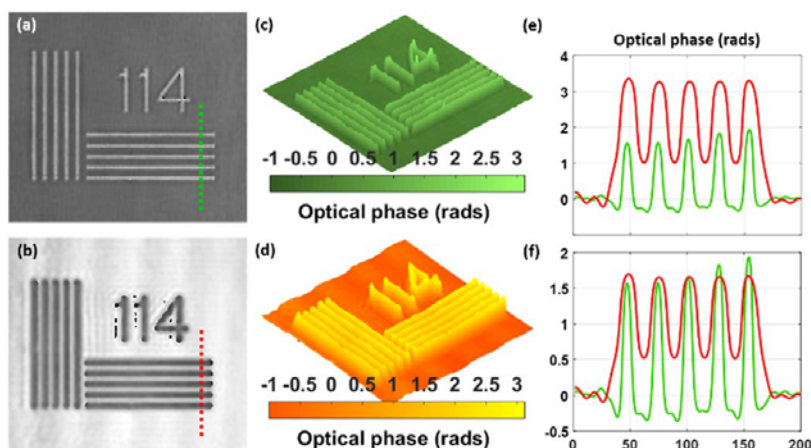 (a)
114
(c)
-1 -0.5 0 0.5 1 1.5 2 2.5 3
Optical phase (rads)
(e)
Optical phase (rads)
4
3
2
1
0
(b)
114
(d)
114
-1 -0.5 0 0.5 1 1.5 2 2.5 3
Optical phase (rads)
(f)
2
1.5
1
0.5
0
-0.5
0 50 100 150 200